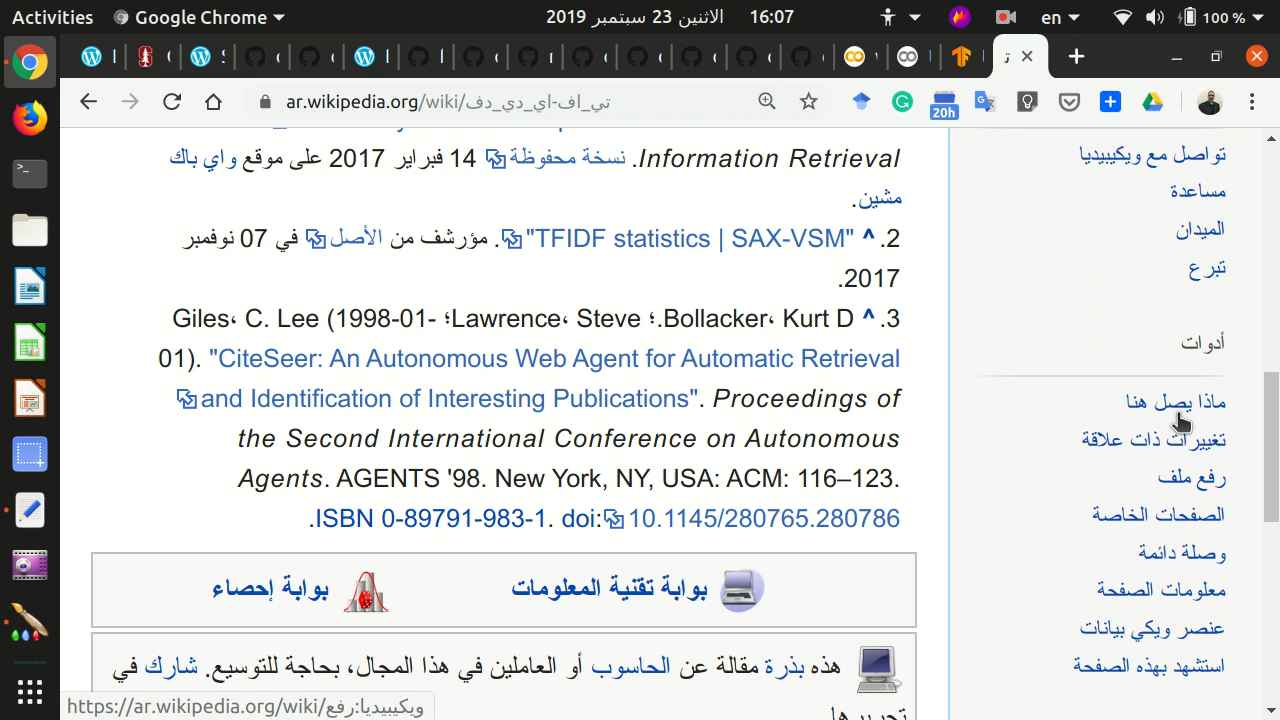 Activities
Google Chrome
الاثنين 23 سبتمبر 2019 16:07
en
100 %
ar.wikipedia.org/wiki/تي_اف-اي_دي_دف
20h
Information Retrieval. نسخة محفوظة 14 فبراير 2017 على موقع واي باك
مشين.
2. ^ "TFIDF statistics | SAX-VSM". مؤرشف من الأصل في 07 نوفمبر
2017.
3. ^ Bollacker، Kurt D.؛ Lawrence، Steve؛ Giles، C. Lee (1998-01-
01). "CiteSeer: An Autonomous Web Agent for Automatic Retrieval
and Identification of Interesting Publications". Proceedings of
the Second International Conference on Autonomous
Agents. AGENTS '98. New York, NY, USA: ACM: 116–123.
ISBN 0-89791-983-1. doi:10.1145/280765.280786.
بوابة تقنية المعلومات
بوابة إحصاء
هذه بذرة مقالة عن الحاسوب أو العاملين في هذا المجال، بحاجة للتوسيع. شارك في
تحريرها.
تواصل مع ويكيبيديا
مساعدة
الميدان
تبرع
أدوات
ماذا يصل هنا
تغييرات ذات علاقة
رفع ملف
الصفحات الخاصة
وصلة دائمة
معلومات الصفحة
عنصر ويكي بيانات
استشهد بهذه الصفحة
https://ar.wikipedia.org/wiki/ويكيبيديا:رفع